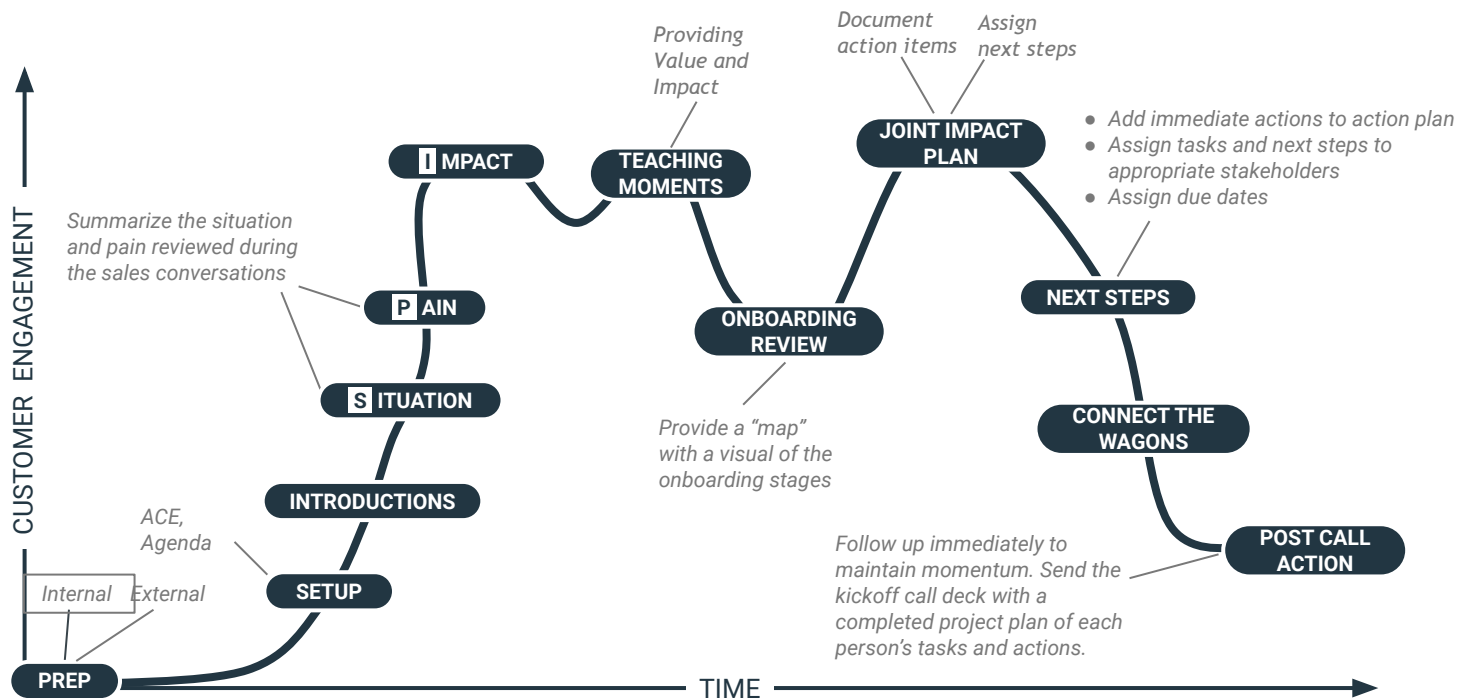 Document
action items
Assign
next steps
Providing
Value and
Impact
Add immediate actions to action plan
Assign tasks and next steps to
appropriate stakeholders
Assign due dates
JOINT IMPACT
PLAN
I MPACT
TEACHING
MOMENTS
Summarize the situation
and pain reviewed during
the sales conversations
CUSTOMER ENGAGEMENT
P AIN
NEXT STEPS
ONBOARDING
REVIEW
S ITUATION
CONNECT THE
WAGONS
Provide a “map”
with a visual of the
onboarding stages
INTRODUCTIONS
ACE,
Agenda
Follow up immediately to
maintain momentum. Send the
kickoff call deck with a
completed project plan of each
person’s tasks and actions.
POST CALL
ACTION
Internal
External
SETUP
PREP
TIME